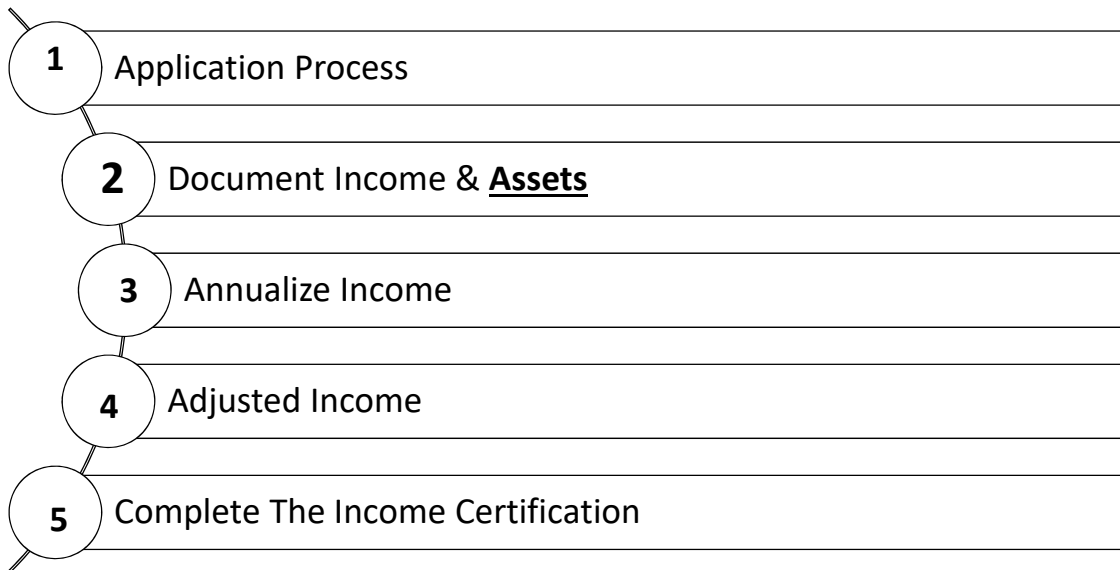 1 Application Process
2 Document Income & Assets
3 Annualize Income
4 Adjusted Income
5 Complete The Income Certification